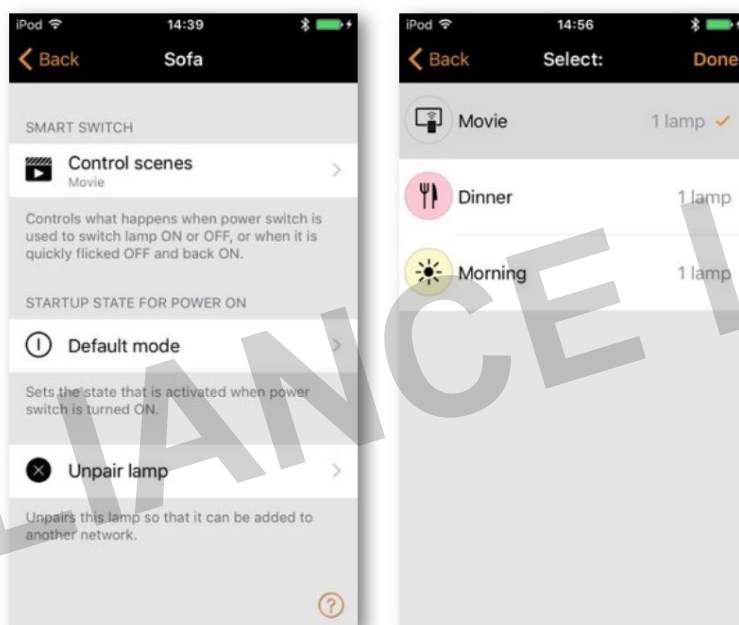 iPod 14:39
Back Sofa
SMART SWITCH
Control scenes
Movie
Controls what happens when power switch is
used to switch lamp ON or OFF, or when it is
quickly flicked OFF and back ON.
STARTUP STATE FOR POWER ON
Default mode
Sets the state that is activated when power
switch is turned ON.
Unpair lamp
Unpairs this lamp so that it can be added to
another network.
?
iPod 14:56
Back Select: Done
Movie 1 lamp
Dinner 1 lamp
Morning 1 lamp
LIANCE